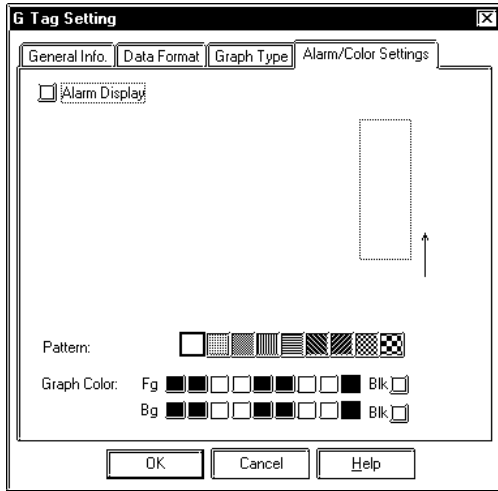 G Tag Setting
General Info. Data Format Graph Type Alarm/Color Settings
Alarm Display
Pattern:
Graph Color: Fg Blk
Bg Blk
OK Cancel Help